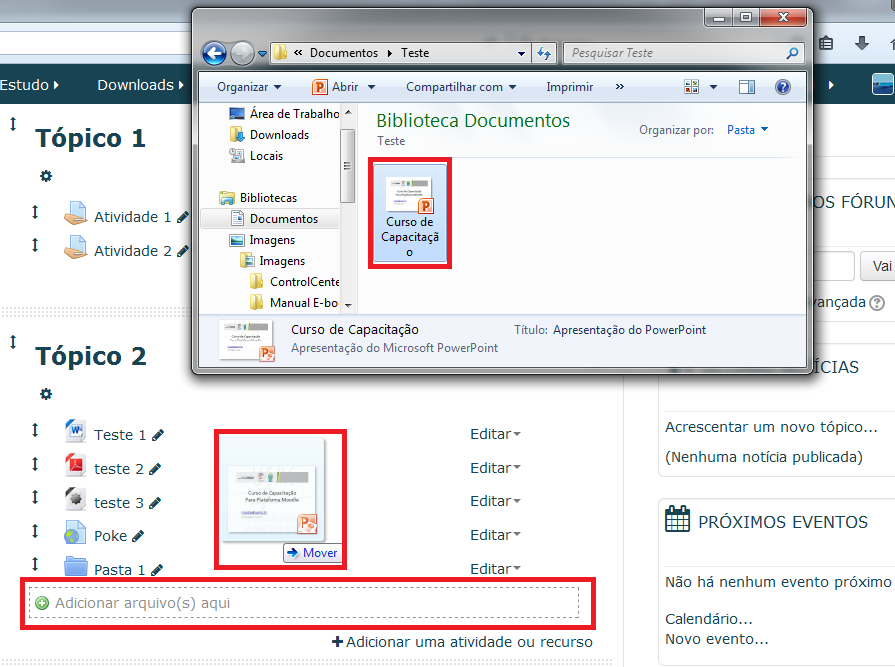 « Documentos Teste
Pesquisar Teste
Organizar
Abrir
Compartilhar com
Imprimir
»
Estudo
Downloads
Área de Trabalho
Downloads
Locais
Bibliotecas
Documentos
Imagens
Imagens
ControlCente
Manual E-bo
Biblioteca Documentos
Teste
Organizar por: Pasta
Curso de
Capacitaçã
o
Curso de Capacitação
Apresentação do Microsoft PowerPoint
Título: Apresentação do PowerPoint
Tópico 1
Atividade 1
Atividade 2
OS FÓRUN
Vai
vançada
Tópico 2
Teste 1
Editar
teste 2
Editar
teste 3
Editar
Poke
Editar
Pasta 1
Editar
Curso de Capacitação
Para Plataforma Moodle
Mover
Adicionar arquivo(s) aqui
Adicionar uma atividade ou recurso
ÍCIAS
Acrescentar um novo tópico...
(Nenhuma notícia publicada)
PRÓXIMOS EVENTOS
Não há nenhum evento próximo
Calendário...
Novo evento...